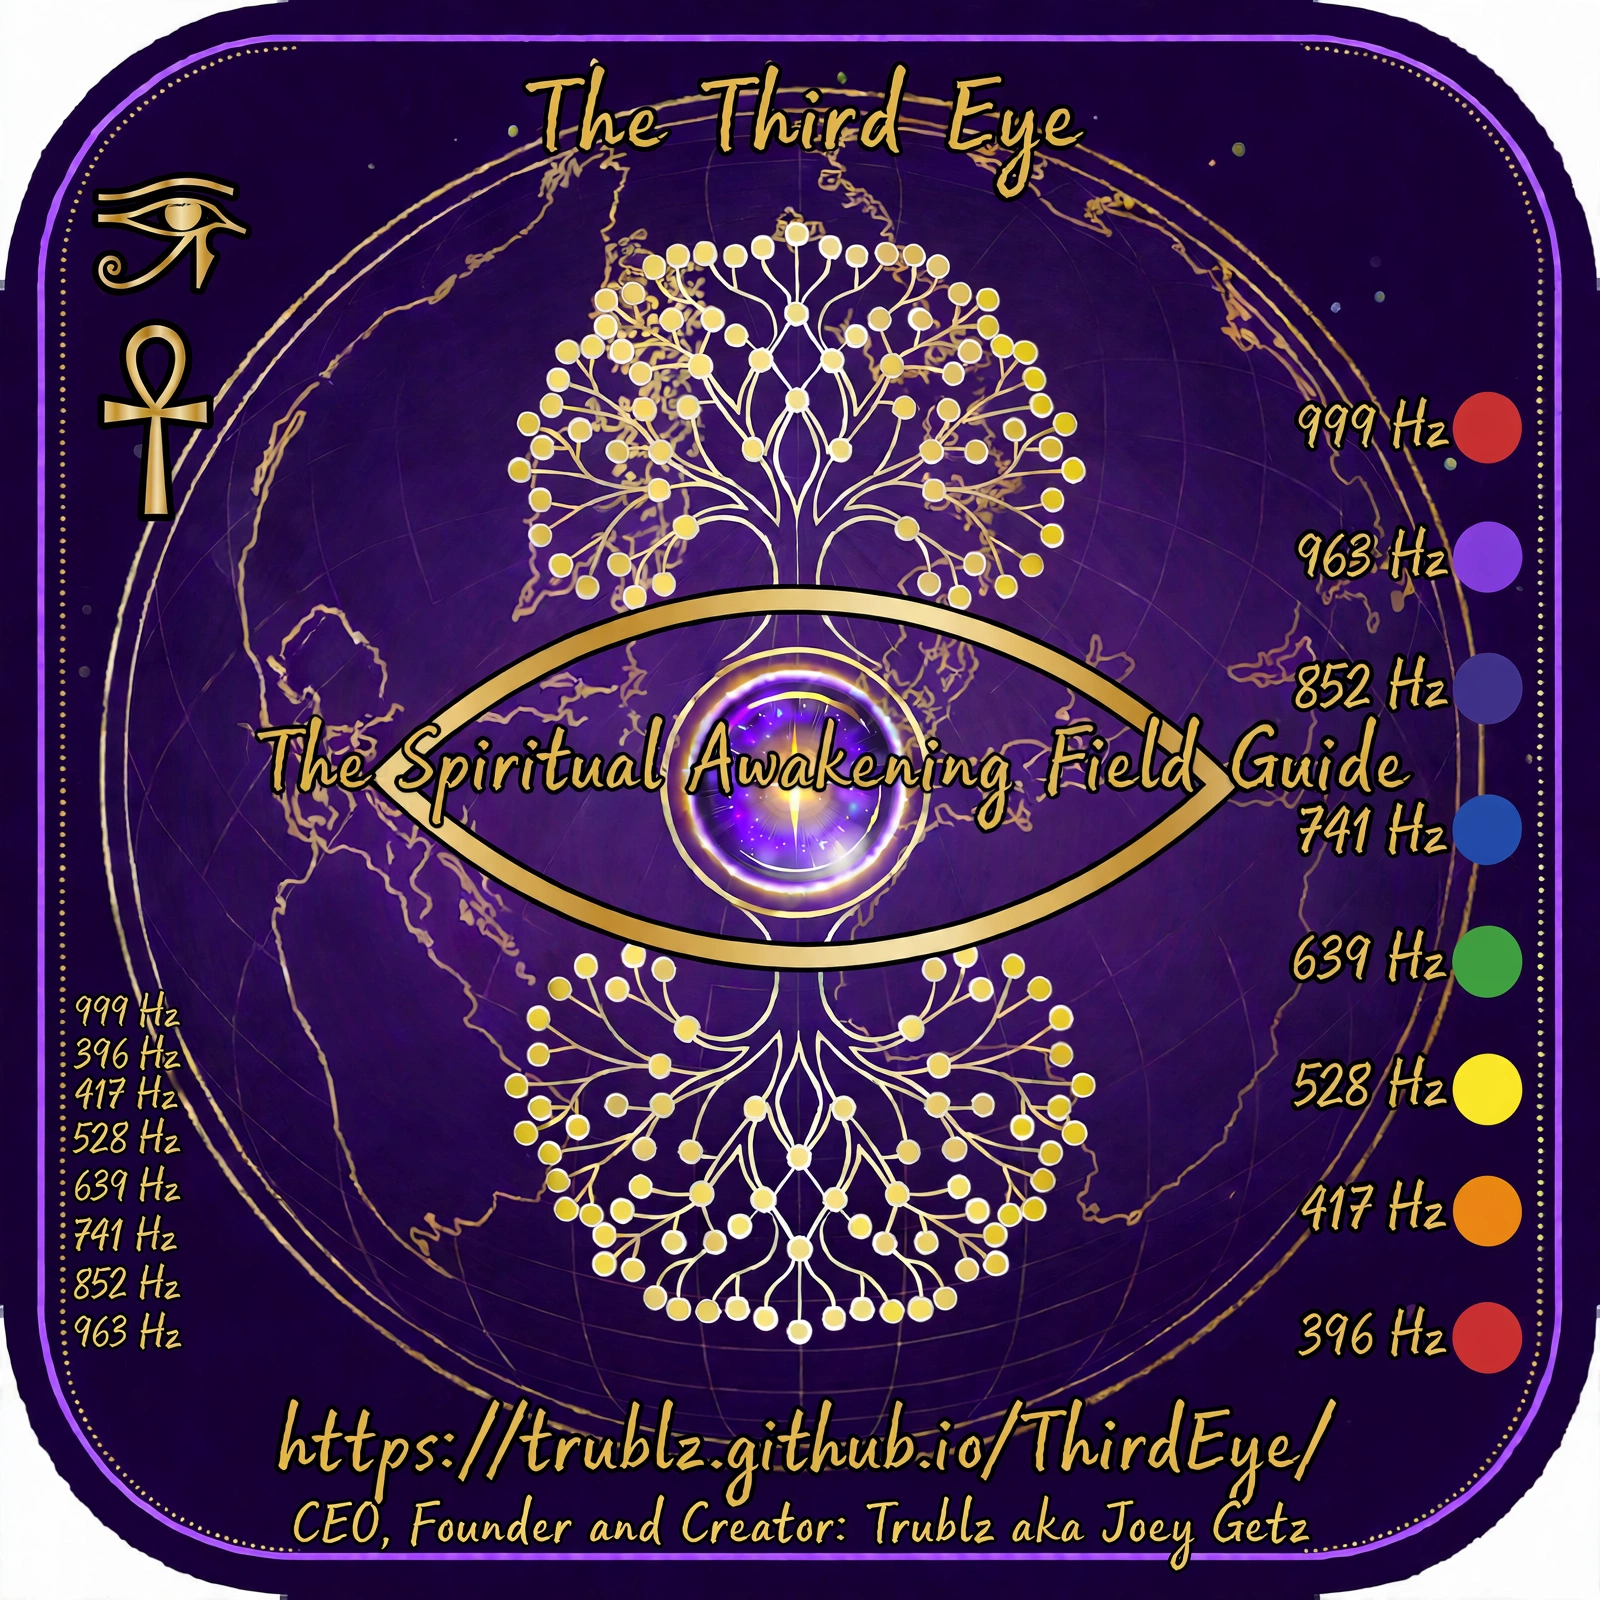 The Third Eye
999 Hz
963 Hz
852 Hz
The Spiritual Awakening Field Guide
741 Hz
639 Hz
528 Hz
417 Hz
396 Hz
999 Hz
396 Hz
417 Hz
528 Hz
639 Hz
741 Hz
852 Hz
963 Hz
https://trublz.github.io/ThirdEye/
CEO, Founder and Creator: Trublz aka Joey Getz